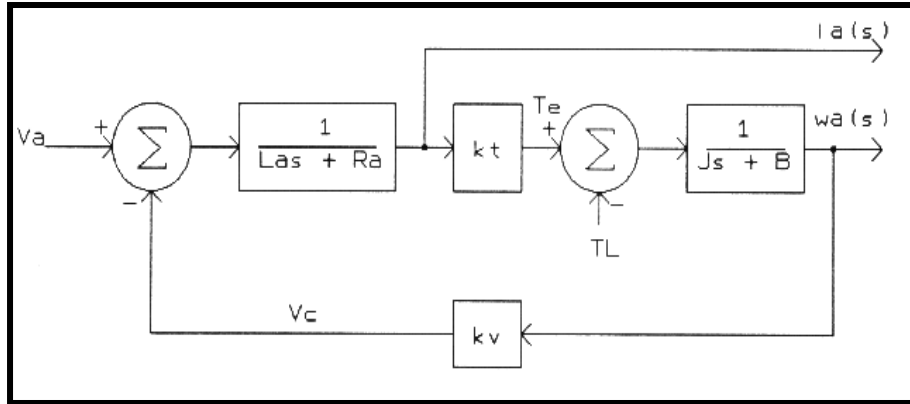 Ia(s)
Va
+
Σ
-
1
Las + Ra
kt
Te
+
Σ
-
TL
1
Js + B
wa(s)
Vc
kv